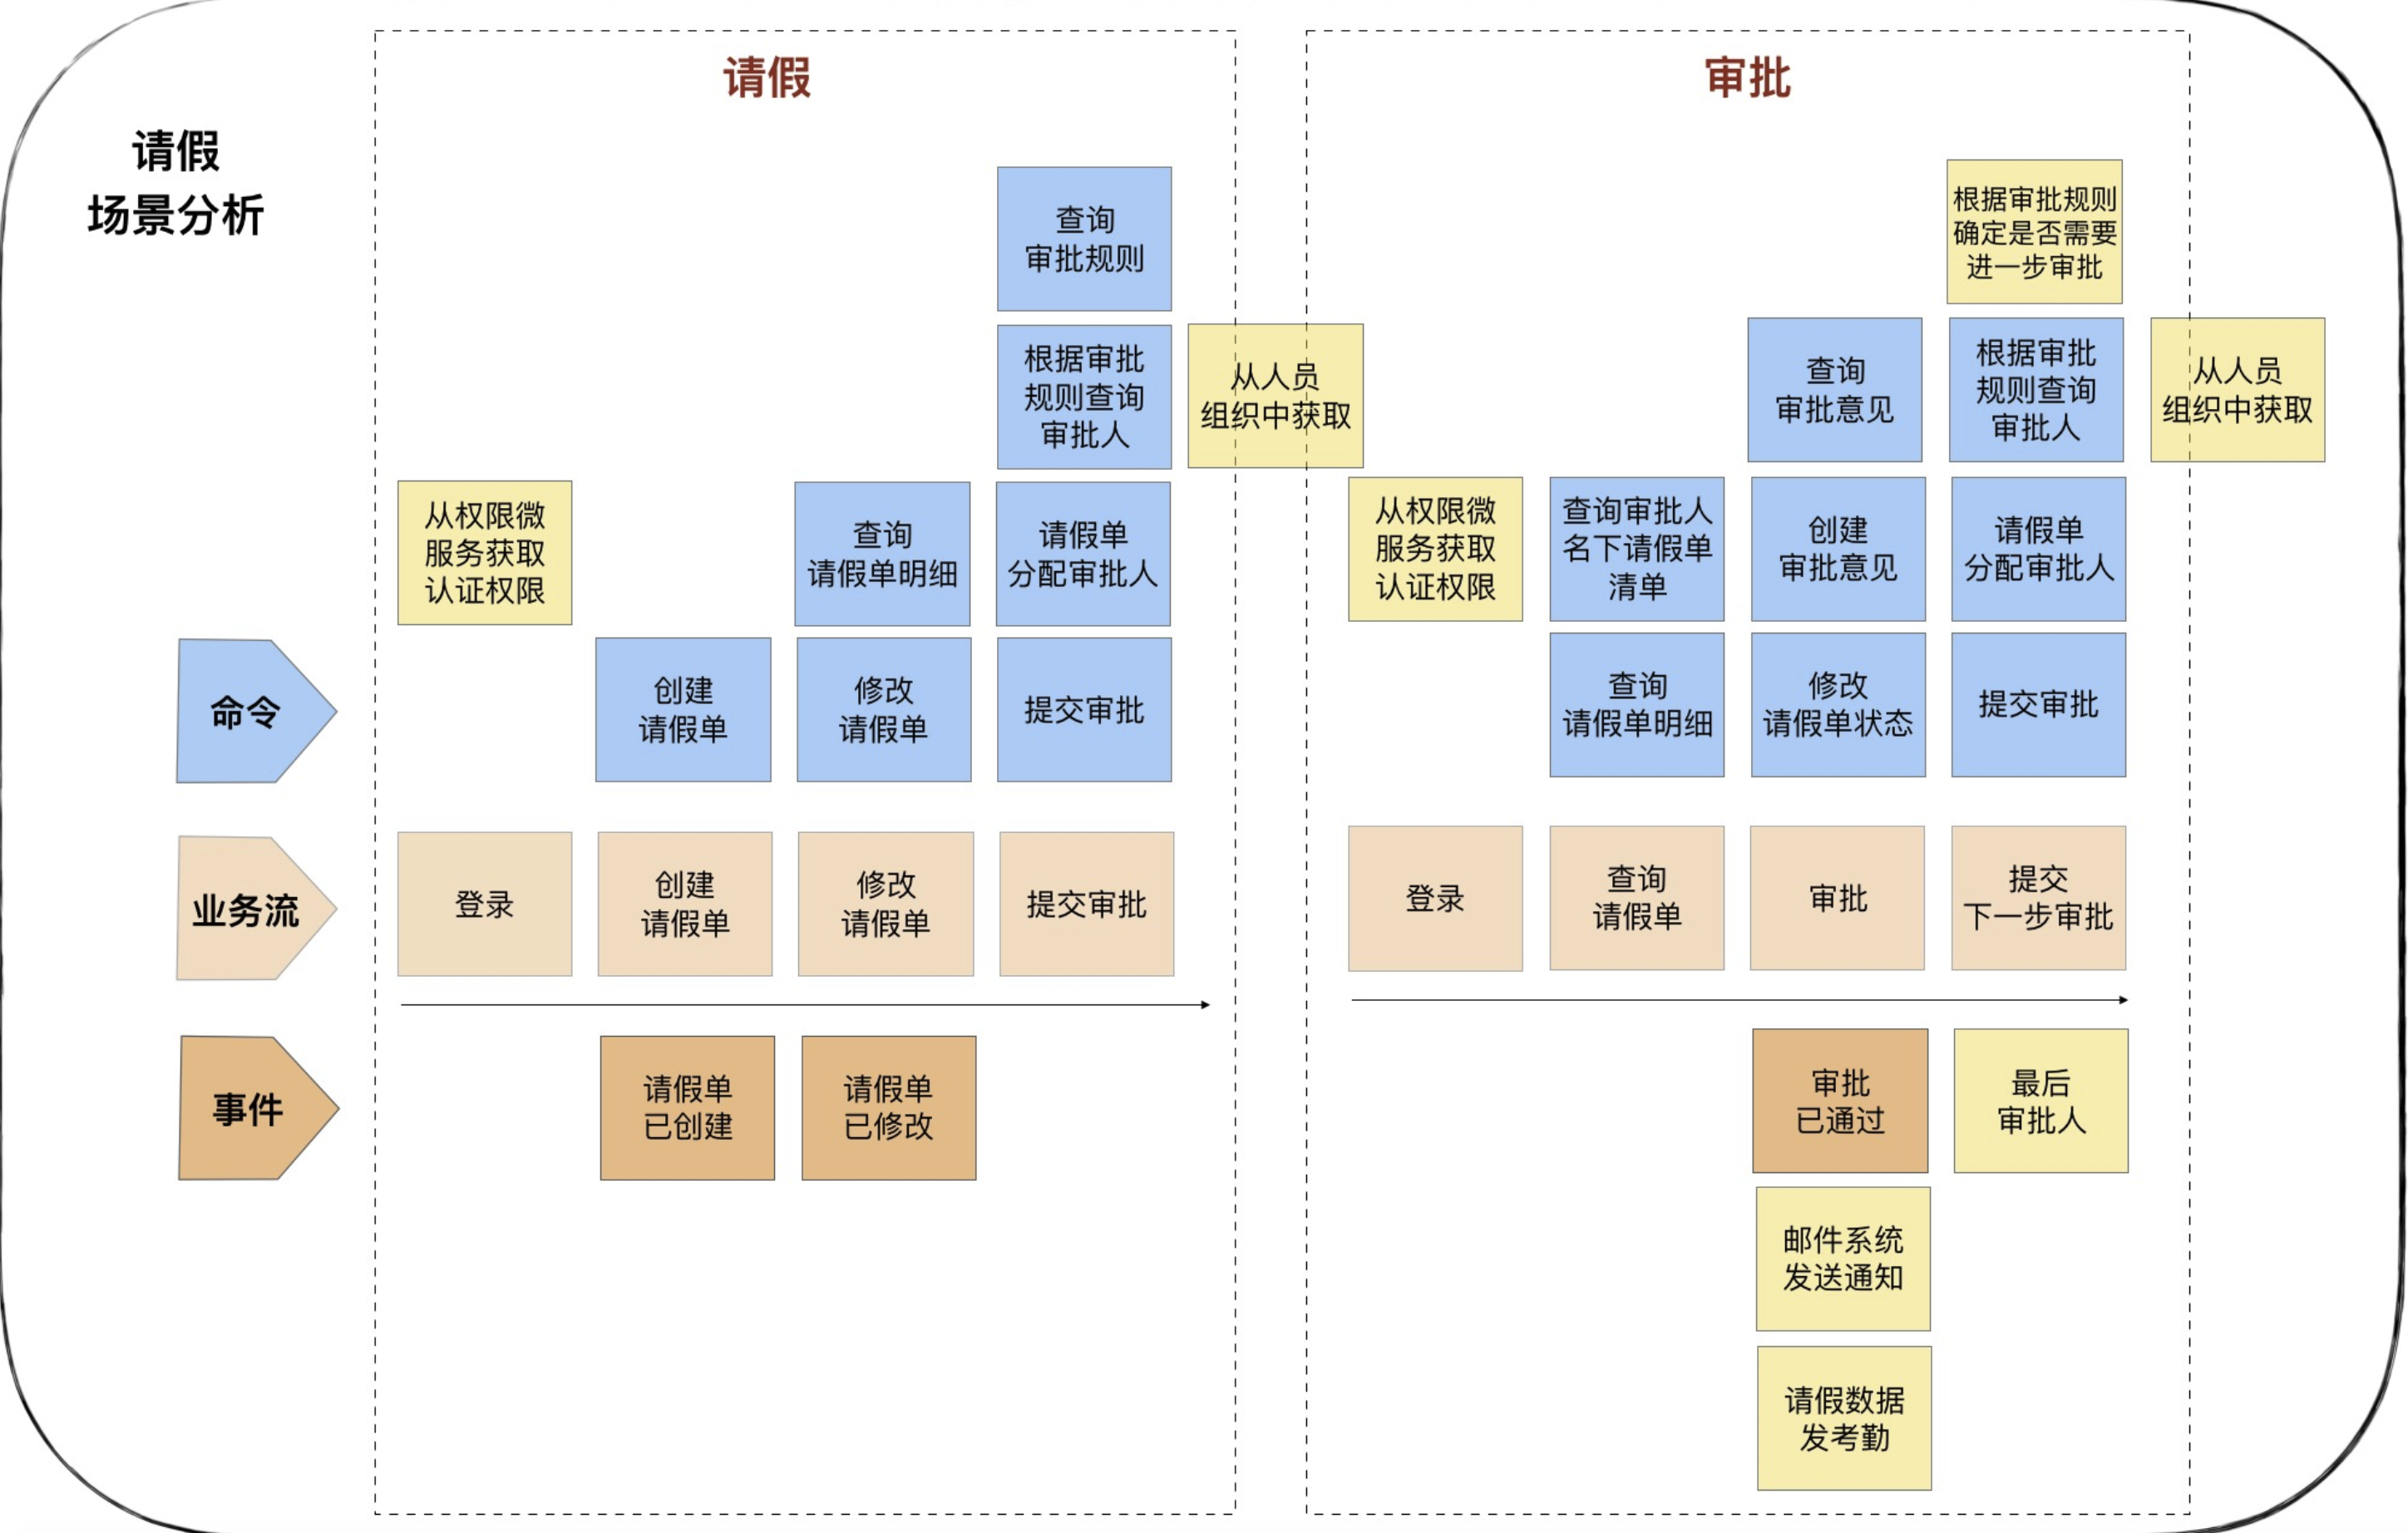 请假
场景分析
请假
查询
审批规则
根据审批
规则查询
审批人
从人员
组织中获取
从权限微
服务获取
认证权限
查询
请假单明细
请假单
分配审批人
命令
创建
请假单
修改
请假单
提交审批
业务流
登录
创建
请假单
修改
请假单
提交审批
事件
请假单
已创建
请假单
已修改
审批
根据审批规则
确定是否需要
进一步审批
查询
审批意见
根据审批
规则查询
审批人
从人员
组织中获取
从权限微
服务获取
认证权限
查询审批人
名下请假单
清单
创建
审批意见
请假单
分配审批人
查询
请假单明细
修改
请假单状态
提交审批
登录
查询
请假单
审批
提交
下一步审批
审批
已通过
最后
审批人
邮件系统
发送通知
请假数据
发考勤